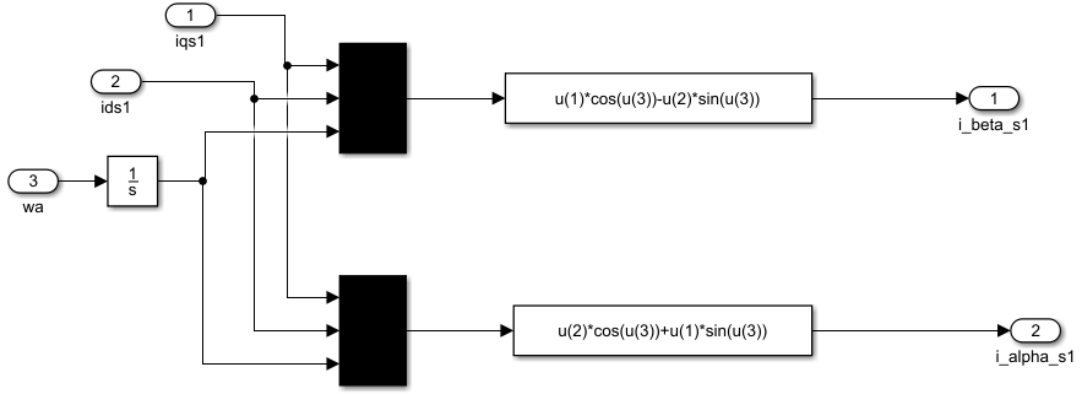 1
iqs1
2
ids1
u(1)*cos(u(3))-u(2)*sin(u(3))
1
i_beta_s1
3
wa
1
s
u(2)*cos(u(3))+u(1)*sin(u(3))
2
i_alpha_s1